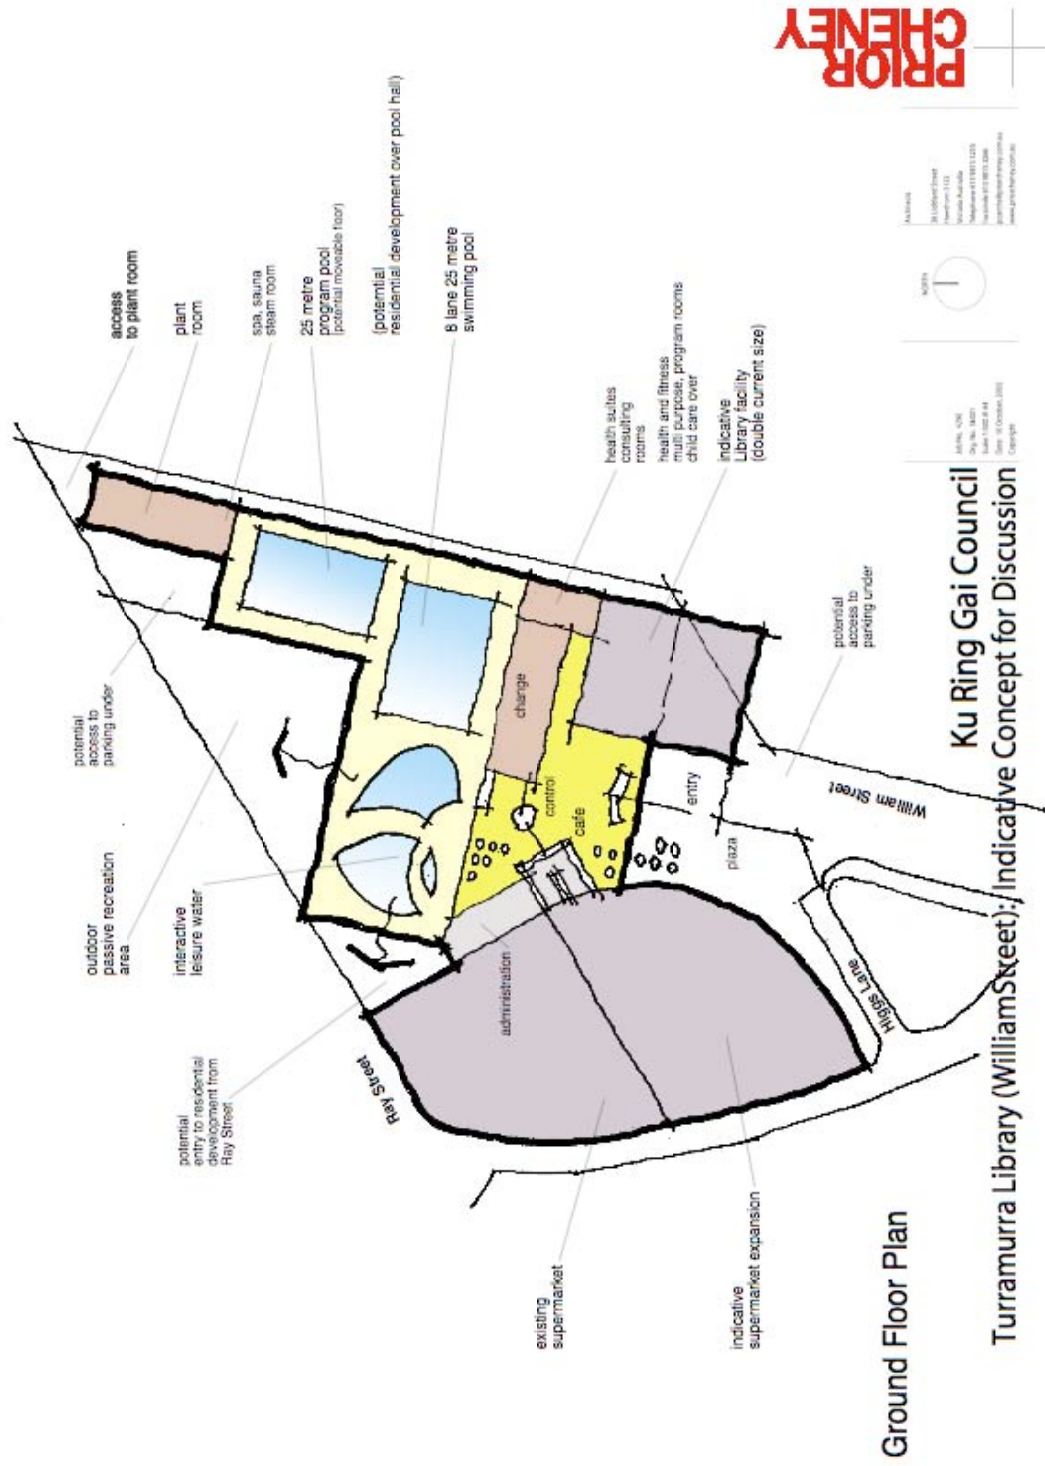 access
to plant room
plant
room
spa, sauna
steam room
25 metre
program pool
(potential moveable floor)
(poterntial
residential development over pool hall)
8 lane 25 metre
swimming pool
health suites
consulting
rooms
health and fitness
multi purpose, program rooms
child care over
indicative
Library facility
(double current size)
potential
access to
parking under
potential
access to
parking under
outdoor
passive recreation
area
interactive
leisure water
potential
entry to residential
development from
Ray Street
existing
supermarket
indicative
supermarket expansion
change
control
cafe
entry
plaza
administration
Ray Street
Higgs Lane
William Street
Ground Floor Plan
Ku Ring Gai Council
Turramurra Library (WilliamStreet): Indicative Concept for Discussion
NORTH
Architects
Copyright
PRIOR
CHENEY